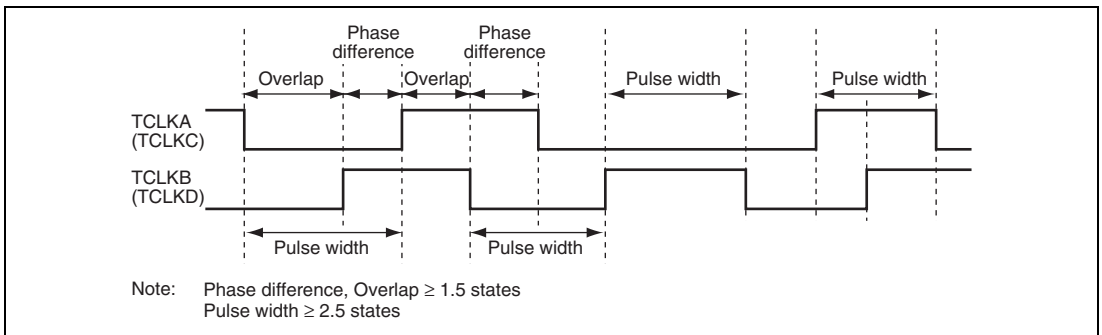 Phase difference
Phase difference
Overlap
Overlap
Pulse width
Pulse width
TCLKA
(TCLKC)
TCLKB
(TCLKD)
Pulse width
Pulse width
Note: Phase difference, Overlap ≥ 1.5 states
Pulse width ≥ 2.5 states